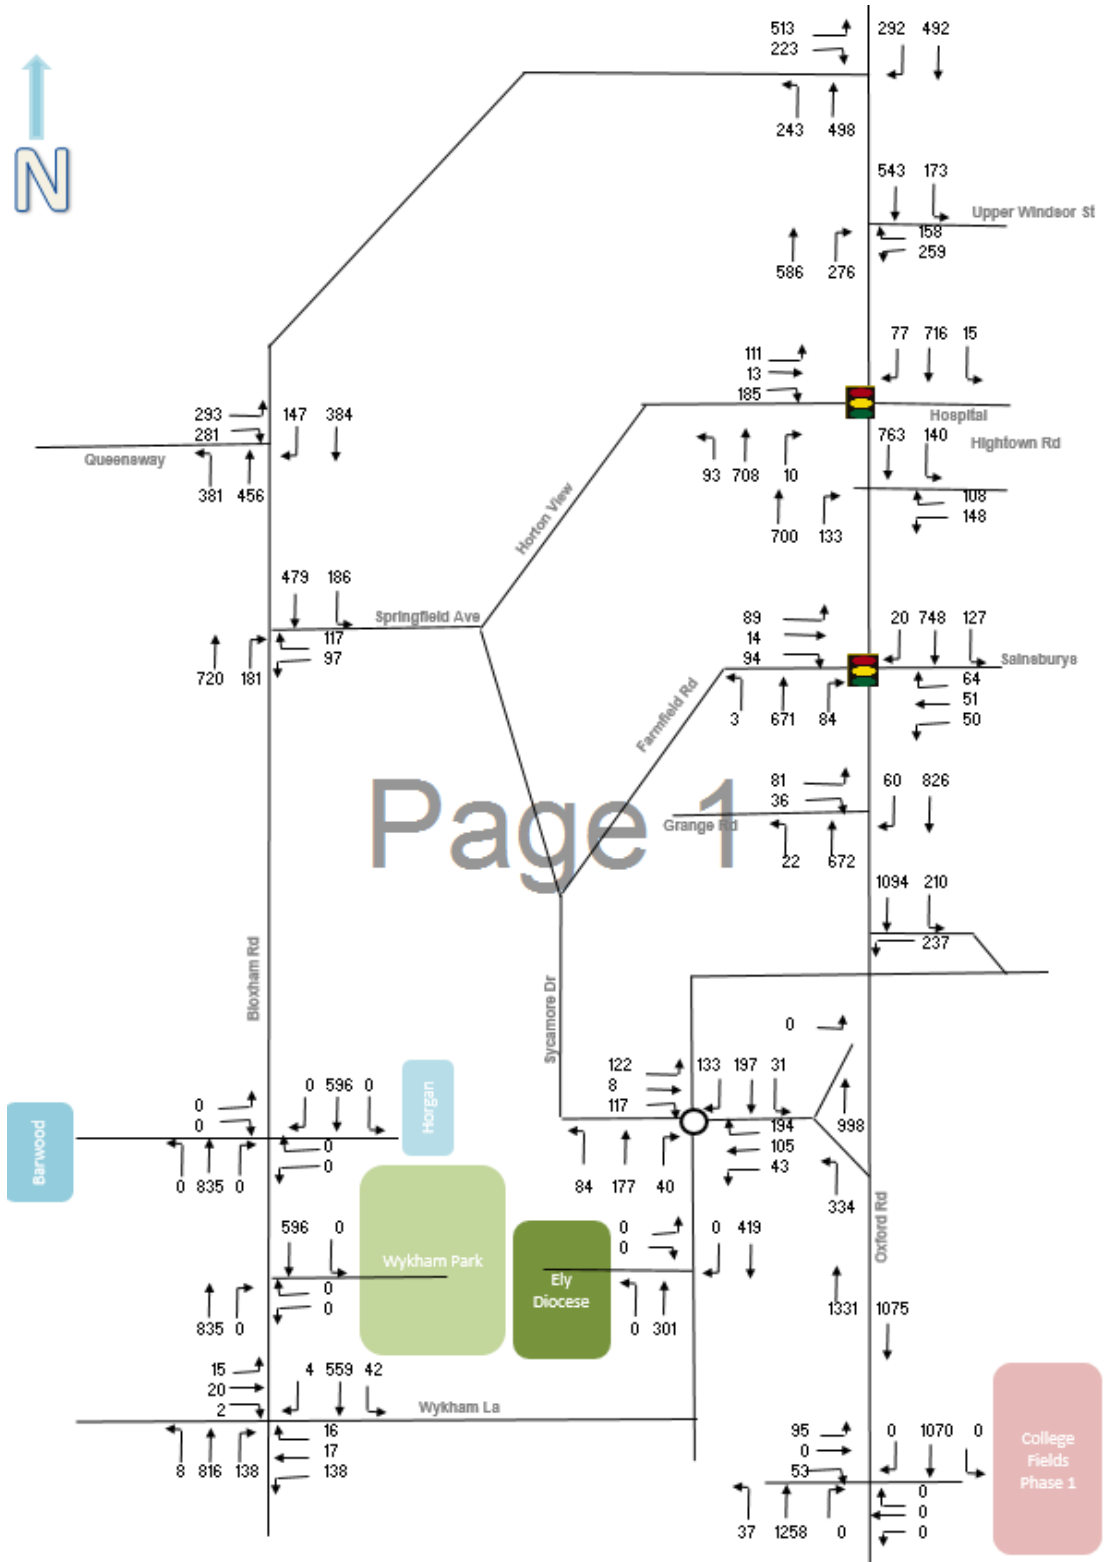 513 292 492
223
243 498
N
543 173
Upper Windsor St
158
259
586 276
77 716 15
111
13
185
Hospital
293 147 384
281
Queensway
381 456
763 140
Hightown Rd
93 708 10
108
148
700 133
Horton View
479 186
Springfield Ave
117
97
720 181
89 20 748 127
14
94
Sainsburys
64
51
50
3 671 84
Farmfield Rd
81 60 826
36
Grange Rd
22 672
Page 1
1094 210
237
Bloxham Rd
Sycamore Dr
0
122 133 197 31
8
117
998
194
105
43
84 177 40
334
Oxford Rd
0 596 0
0
0
Horgan
Barwood
0
0
0 835 0
596 0
Wykham Park
0
0
835 0
0 0 419
0
Ely
Diocese
0 301
1331 1075
15 4 559 42
20
2
Wykham La
16
17
138
8 816 138
95 0 1070 0
0
53
College
Fields
Phase 1
0
0
0
37 1258 0